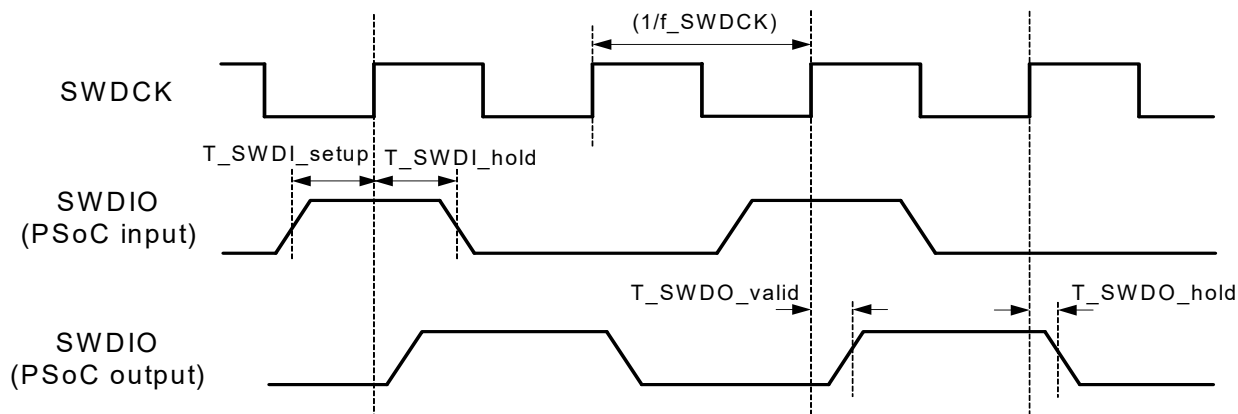 (1/f_SWDCK)
SWDCK
T_SWDI_setup T_SWDI_hold
SWDIO
(PSoC input)
T_SWDO_valid T_SWDO_hold
SWDIO
(PSoC output)